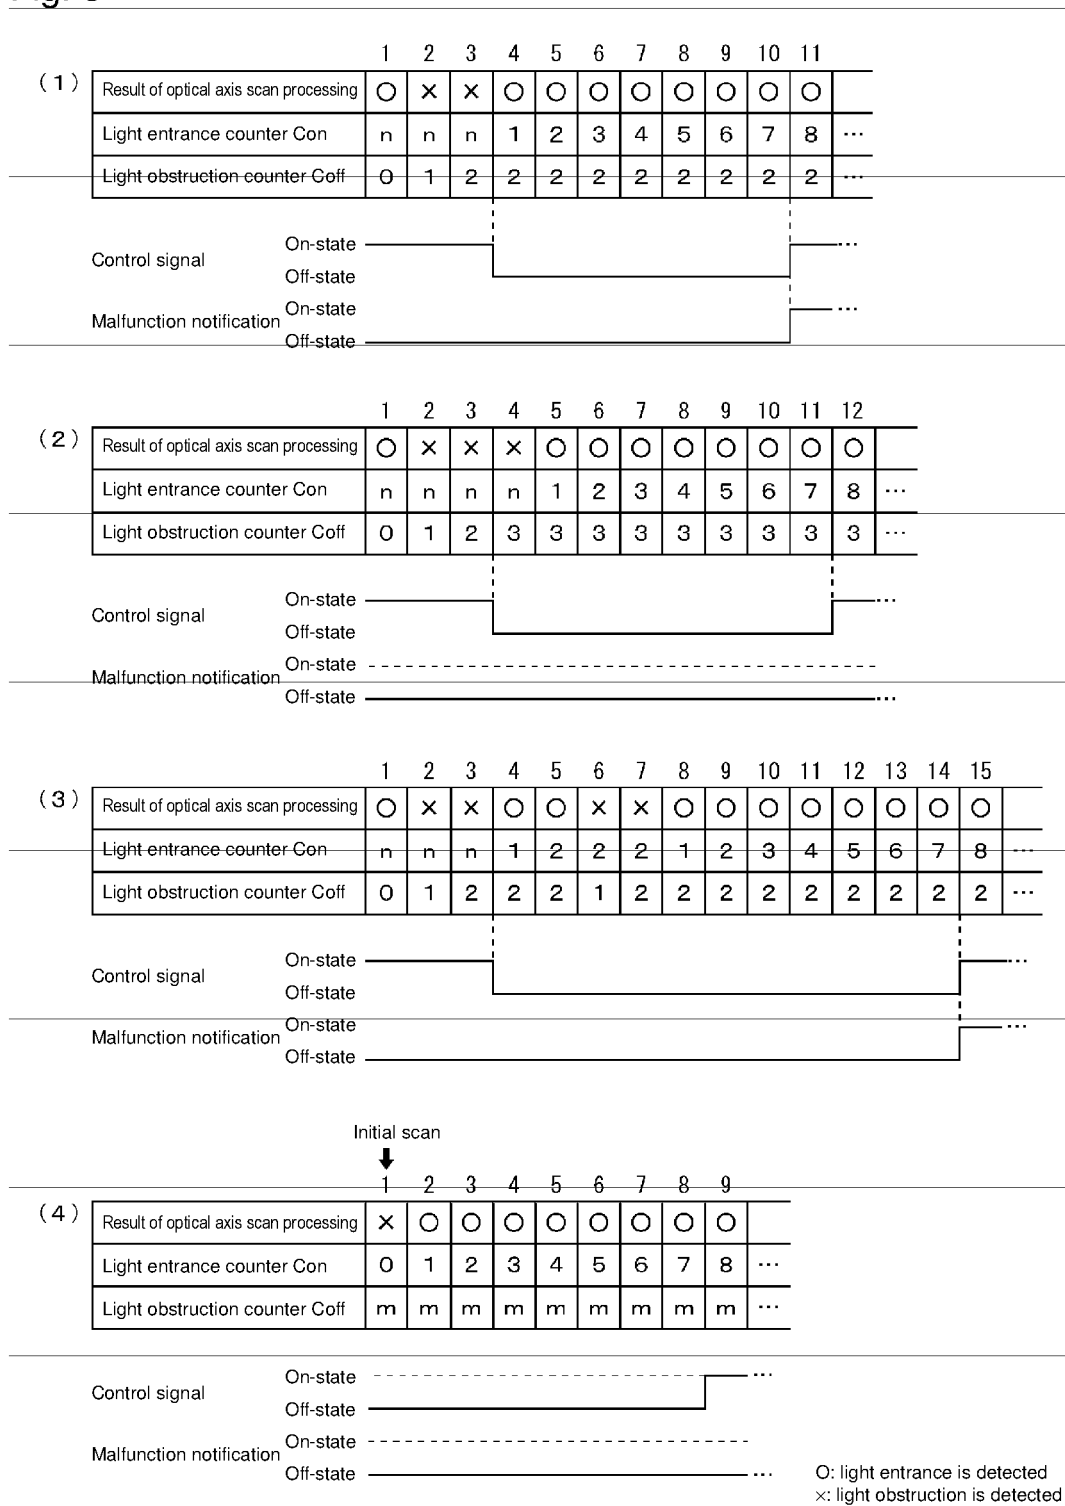 1 2 3 4 5 6 7 8 9 10 11
(1) Result of optical axis scan processing O × × O O O O O O O O
Light entrance counter Con n n n 1 2 3 4 5 6 7 8 ...
Light obstruction counter Coff 0 1 2 2 2 2 2 2 2 2 2 ...
On-state ...
Control signal
Off-state
On-state ...
Malfunction notification
Off-state
1 2 3 4 5 6 7 8 9 10 11 12
(2) Result of optical axis scan processing O × × × O O O O O O O O
Light entrance counter Con n n n n 1 2 3 4 5 6 7 8 ...
Light obstruction counter Coff 0 1 2 3 3 3 3 3 3 3 3 3 ...
On-state ...
Control signal
Off-state
On-state
Malfunction notification
Off-state ...
1 2 3 4 5 6 7 8 9 10 11 12 13 14 15
(3) Result of optical axis scan processing O × × O O × × O O O O O O O O
Light entrance counter Con n n n 1 2 2 2 1 2 3 4 5 6 7 8 ...
Light obstruction counter Coff 0 1 2 2 2 1 2 2 2 2 2 2 2 2 2 ...
On-state ...
Control signal
Off-state
On-state ...
Malfunction notification
Off-state
Initial scan
1 2 3 4 5 6 7 8 9
(4) Result of optical axis scan processing × O O O O O O O O
Light entrance counter Con 0 1 2 3 4 5 6 7 8 ...
Light obstruction counter Coff m m m m m m m m m ...
On-state ...
Control signal
Off-state
On-state
Malfunction notification
Off-state ...
O: light entrance is detected
×: light obstruction is detected